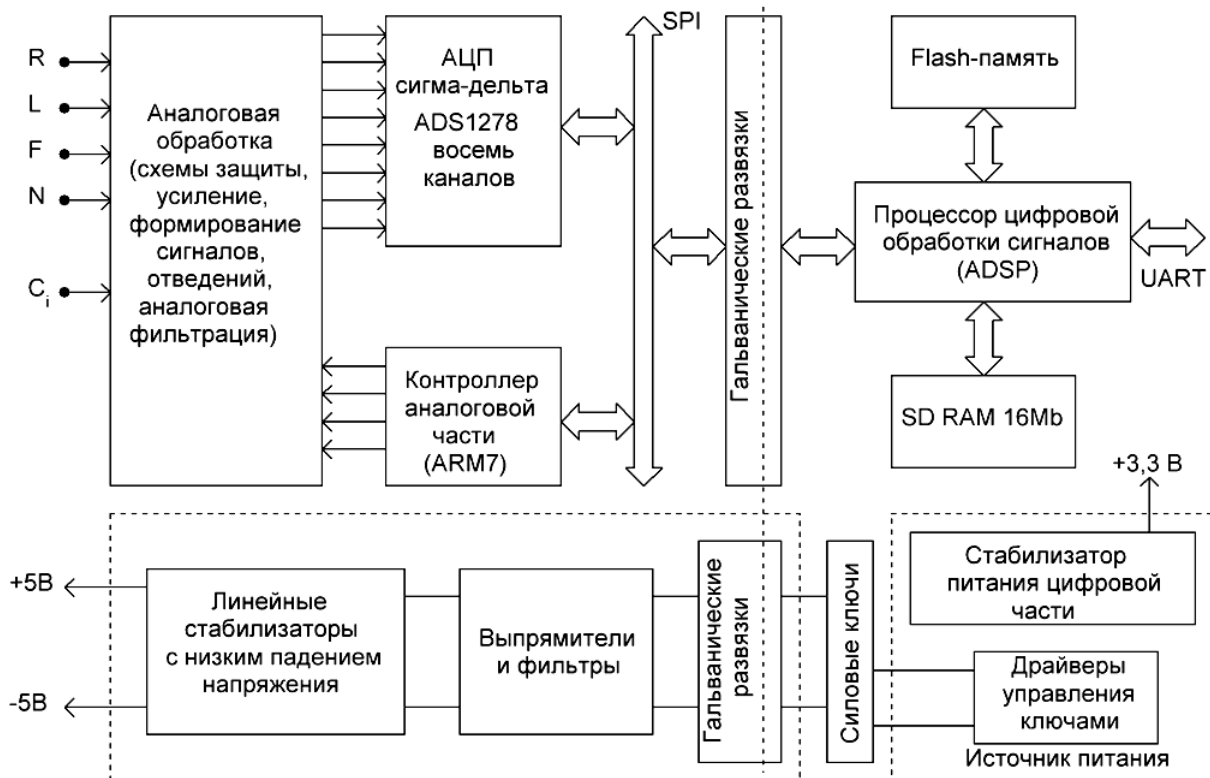 R
L
F
N
Ci
Аналоговая
обработка
(схемы защиты,
усиление,
формирование
сигналов,
отведений,
аналоговая
фильтрация)
АЦП
сигма-дельта
ADS1278
восемь
каналов
Контроллер
аналоговой
части
(ARM7)
SPI
Гальванические развязки
Flash-память
Процессор цифровой
обработки сигналов
(ADSP)
UART
SD RAM 16Mb
+3,3 В
+5В
-5В
Линейные
стабилизаторы
с низким падением
напряжения
Выпрямители
и фильтры
Гальванические
развязки
Силовые ключи
Стабилизатор
питания цифровой
части
Драйверы
управления
ключами
Источник питания